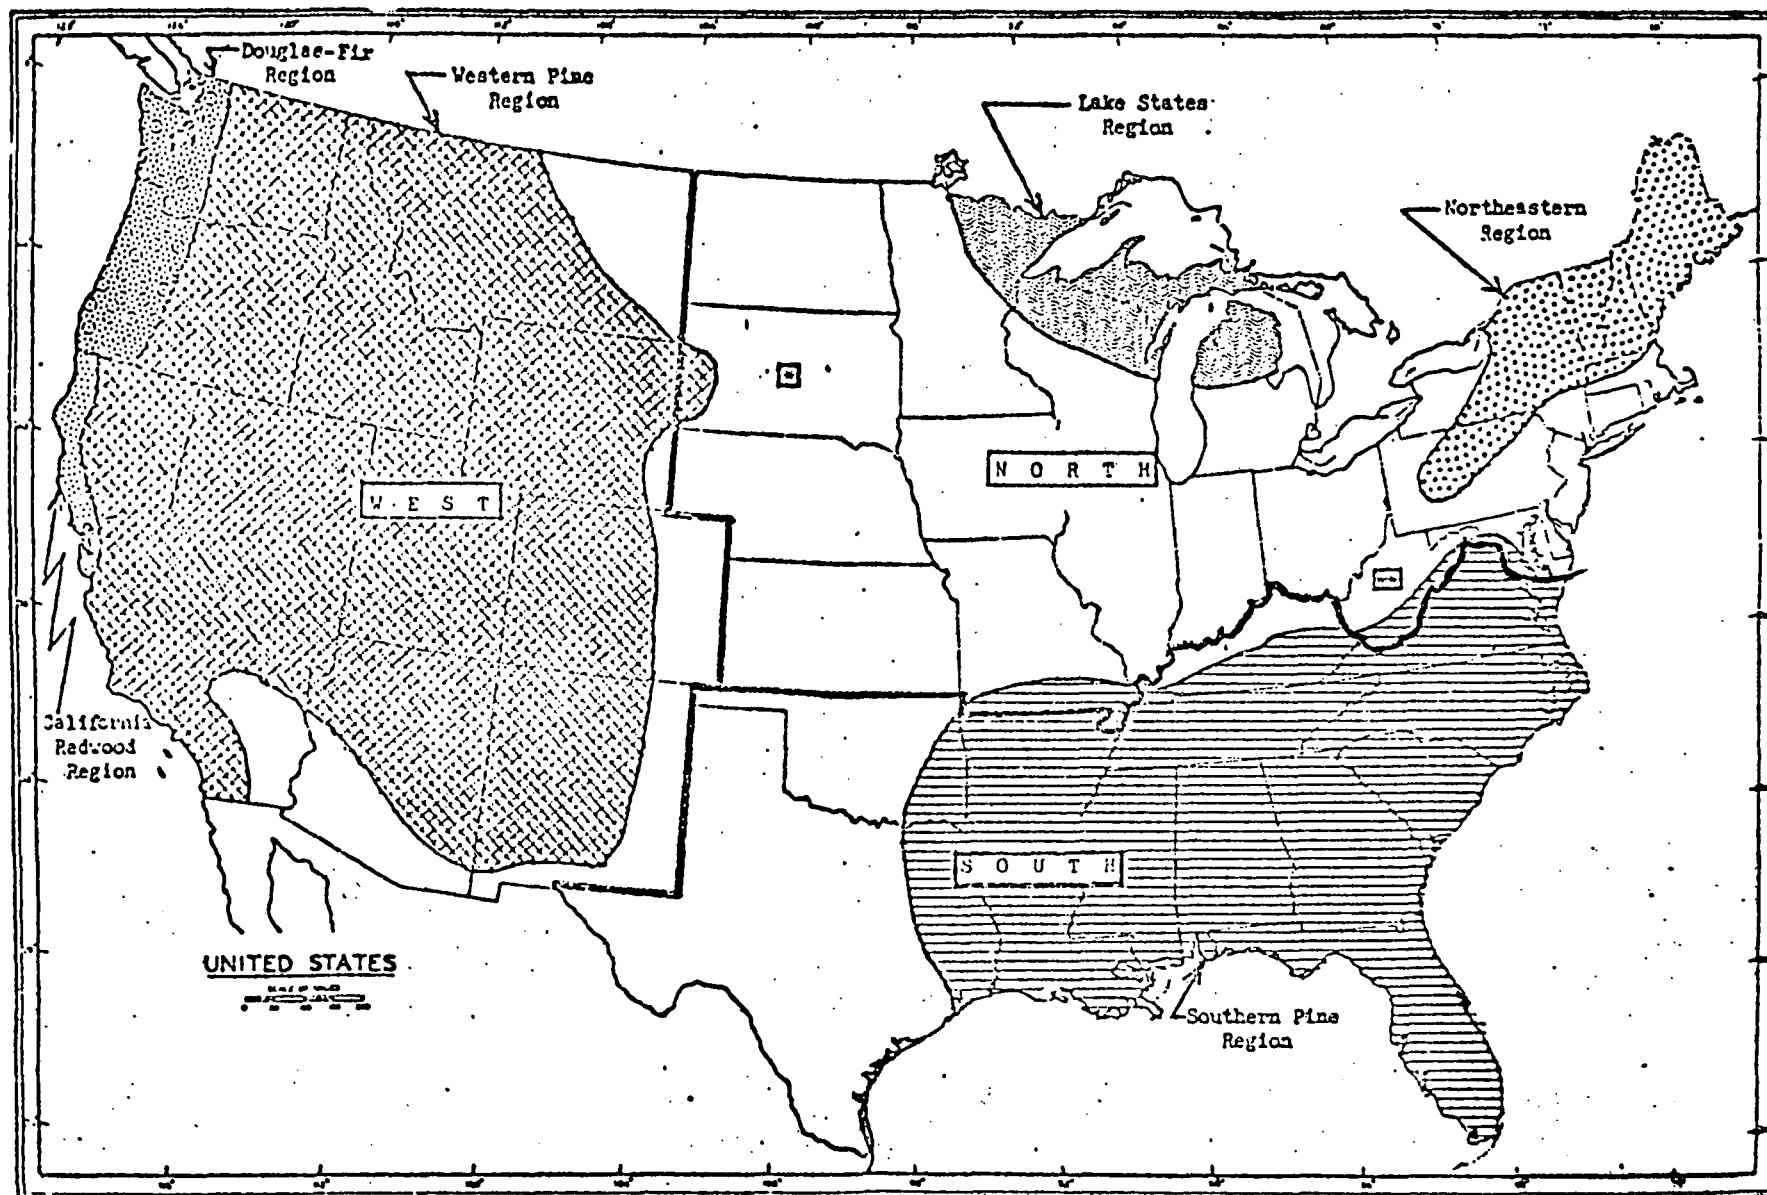 Douglas-Fir
Region
Western Pine
Region
Lake States
Region
Northeastern
Region
NORTH
WEST
California
Redwood
Region
SOUTH
UNITED STATES
Southern Pine
Region